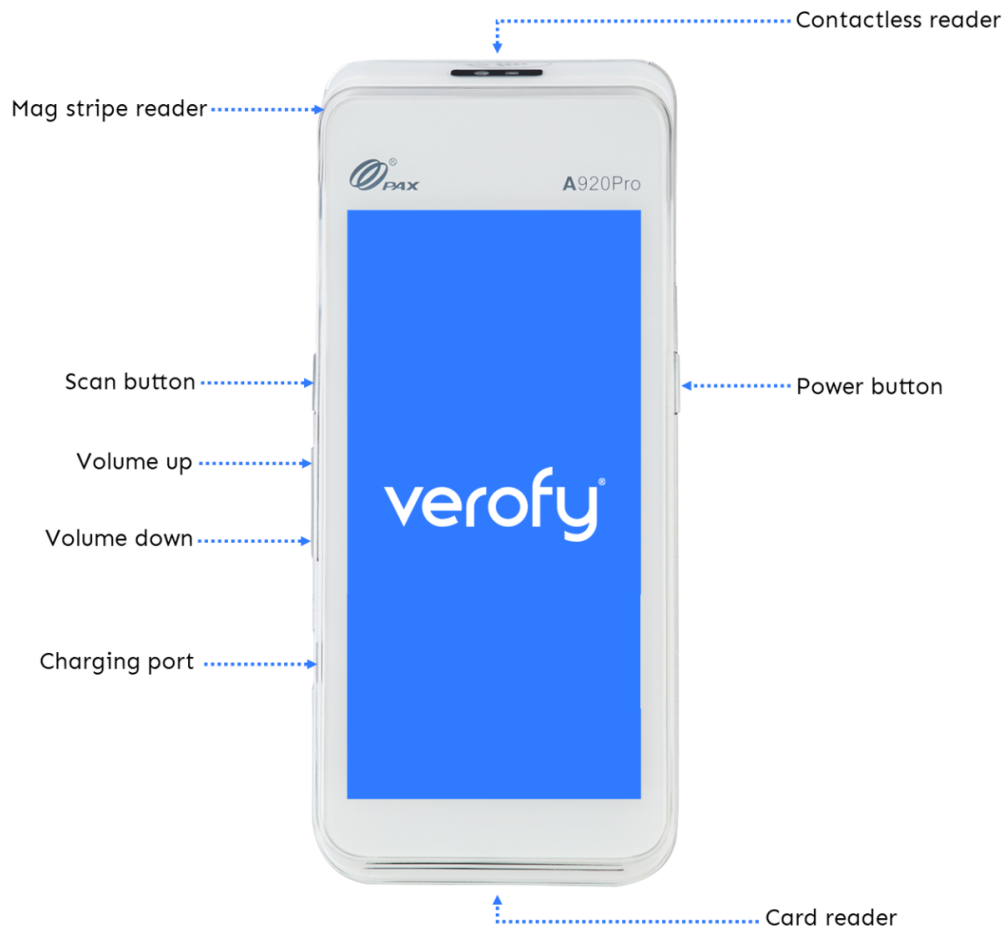 Contactless reader
Mag stripe reader
PAX®
A920Pro
Scan button
Power button
Volume up
verofy®
Volume down
Charging port
Card reader